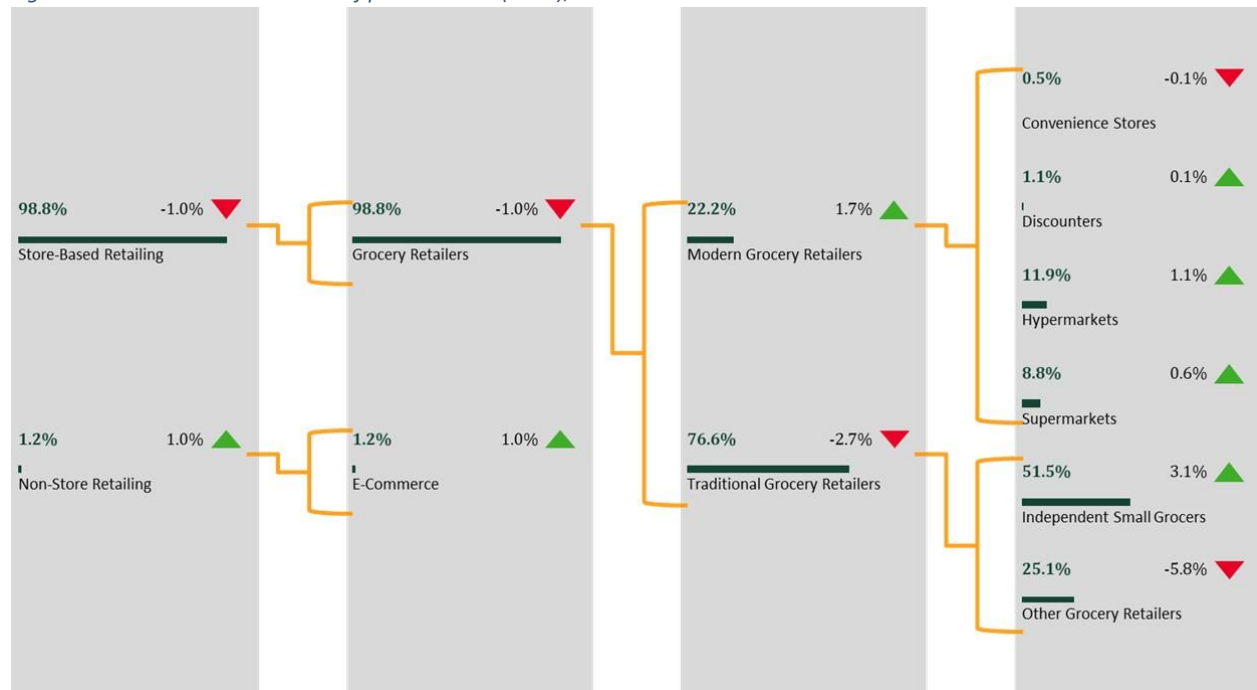 98.8% -1.0%
Store-Based Retailing
1.2% 1.0%
Non-Store Retailing
98.8% -1.0%
Grocery Retailers
1.2% 1.0%
E-Commerce
22.2% 1.7%
Modern Grocery Retailers
76.6% -2.7%
Traditional Grocery Retailers
0.5% -0.1%
Convenience Stores
1.1% 0.1%
Discounters
11.9% 1.1%
Hypermarkets
8.8% 0.6%
Supermarkets
51.5% 3.1%
Independent Small Grocers
25.1% -5.8%
Other Grocery Retailers